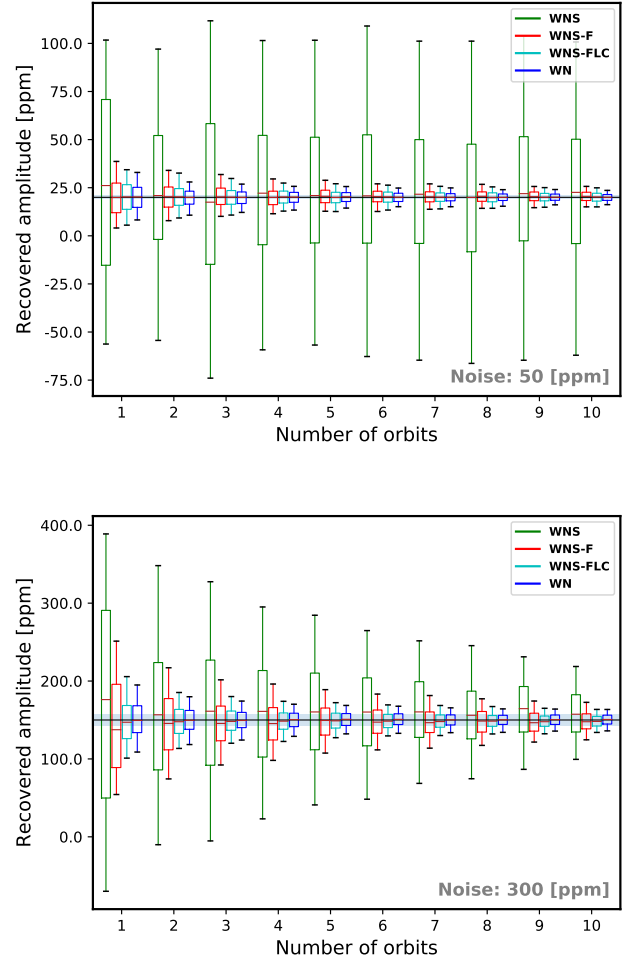 100.0
75.0
50.0
25.0
0.0
-25.0
-50.0
-75.0
Recovered amplitude [ppm]
WNS
WNS-F
WNS-FLC
WN
Noise: 50 [ppm]
1 2 3 4 5 6 7 8 9 10
Number of orbits
400.0
300.0
200.0
100.0
0.0
Recovered amplitude [ppm]
WNS
WNS-F
WNS-FLC
WN
Noise: 300 [ppm]
1 2 3 4 5 6 7 8 9 10
Number of orbits